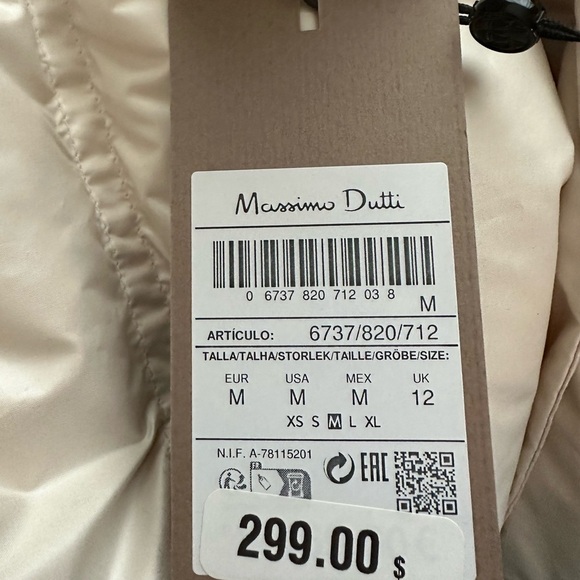 Massimo Dutti
0 6737 820 712 03 8
M
ARTÍCULO: 6737/820/712
TALLA/TALHA/STORLEK/TAILLE/GRÖBE/SIZE:
EUR USA MEX UK
M M M 12
XS S M L XL
N.I.F. A-78115201
FR
EAC
299.00 $